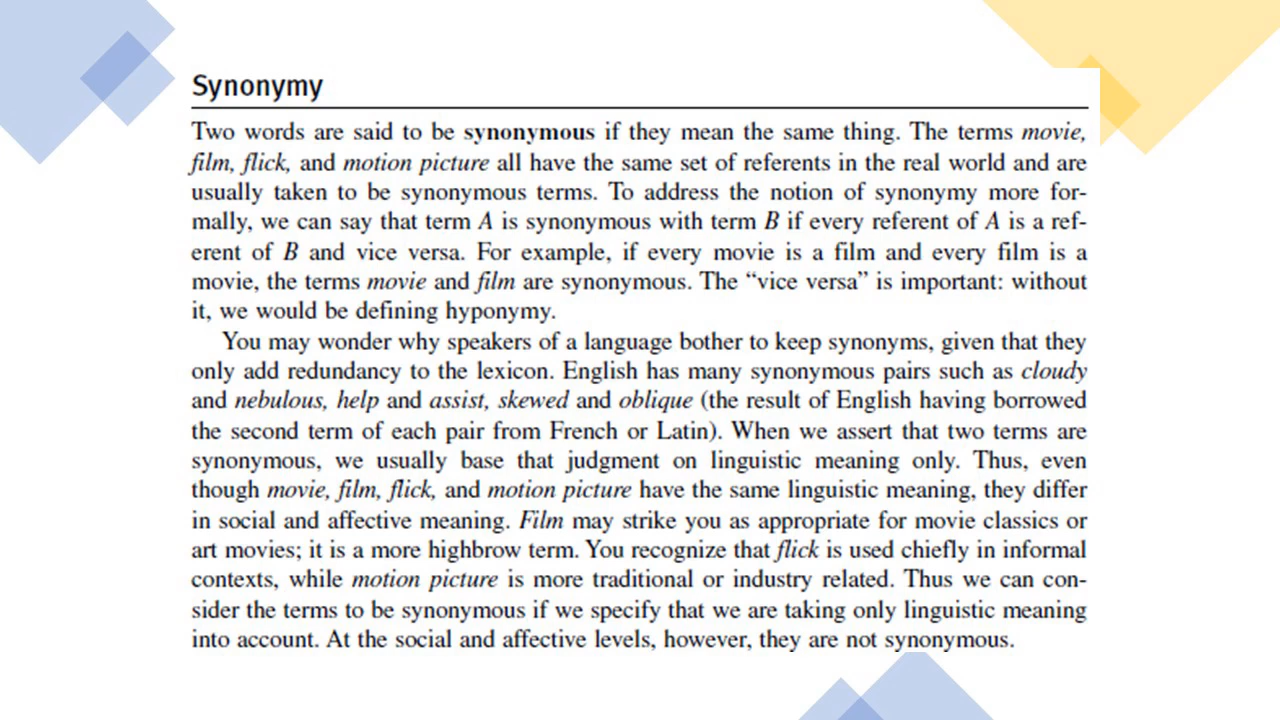 Synonymy
Two words are said to be synonymous if they mean the same thing. The terms movie,
film, flick, and motion picture all have the same set of referents in the real world and are
usually taken to be synonymous terms. To address the notion of synonymy more for-
mally, we can say that term A is synonymous with term B if every referent of A is a ref-
erent of B and vice versa. For example, if every movie is a film and every film is a
movie, the terms movie and film are synonymous. The “vice versa” is important: without
it, we would be defining hyponymy.
You may wonder why speakers of a language bother to keep synonyms, given that they
only add redundancy to the lexicon. English has many synonymous pairs such as cloudy
and nebulous, help and assist, skewed and oblique (the result of English having borrowed
the second term of each pair from French or Latin). When we assert that two terms are
synonymous, we usually base that judgment on linguistic meaning only. Thus, even
though movie, film, flick, and motion picture have the same linguistic meaning, they differ
in social and affective meaning. Film may strike you as appropriate for movie classics or
art movies; it is a more highbrow term. You recognize that flick is used chiefly in informal
contexts, while motion picture is more traditional or industry related. Thus we can con-
sider the terms to be synonymous if we specify that we are taking only linguistic meaning
into account. At the social and affective levels, however, they are not synonymous.